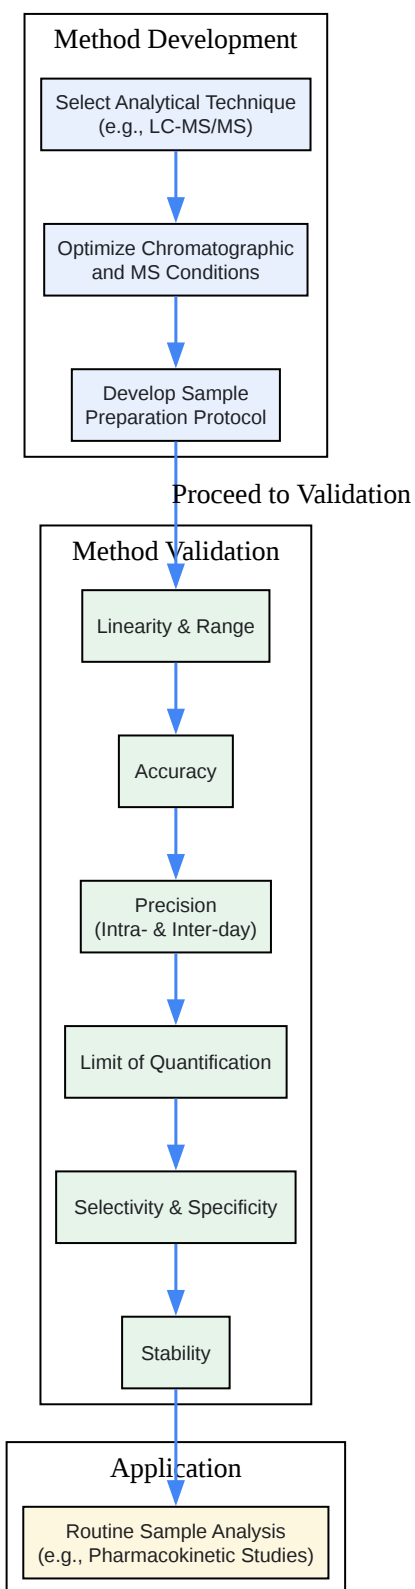 Method Development
Select Analytical Technique
(e.g., LC-MS/MS)
Optimize Chromatographic
and MS Conditions
Develop Sample
Preparation Protocol
Proceed to Validation
Method Validation
Linearity & Range
Accuracy
Precision
(Intra- & Inter-day)
Limit of Quantification
Selectivity & Specificity
Stability
Application
Routine Sample Analysis
(e.g., Pharmacokinetic Studies)